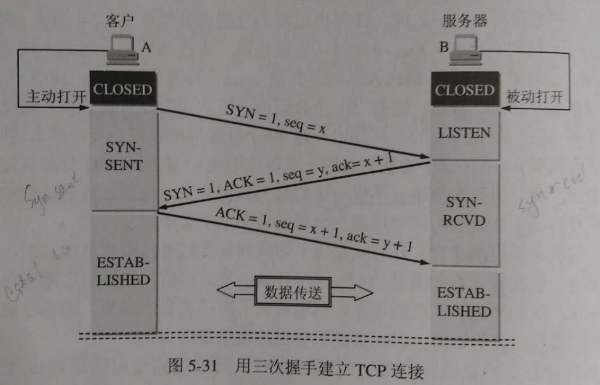 客户
服务器
A
B
CLOSED
CLOSED
主动打开
被动打开
SYN = 1, seq = x
LISTEN
SYN-
SENT
SYN = 1, ACK = 1, seq = y, ack= x + 1
SYN-
RCVD
Syn sent
ACK = 1, seq = x + 1, ack = y + 1
ESTAB-
LISHED
数据传送
ESTAB-
LISHED
图 5-31 用三次握手建立 TCP 连接